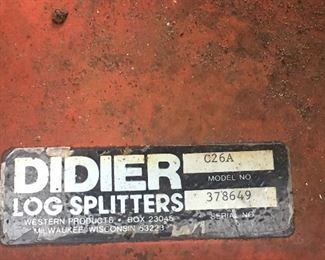 DIDIER
LOG SPLITTERS
WESTERN PRODUCTS • BOX 23045
MILWAUKEE, WISCONSIN 53223
C26A
MODEL NO
378649
SERIAL NO